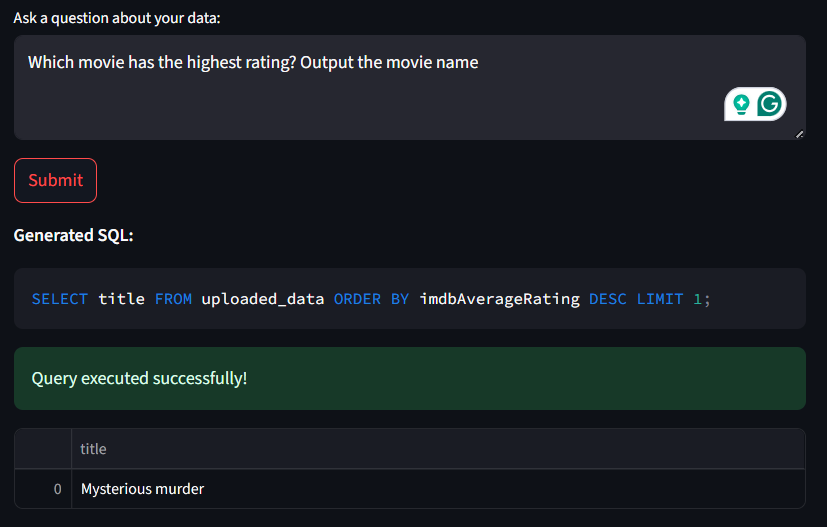 Ask a question about your data:
Which movie has the highest rating? Output the movie name
Submit
Generated SQL:
SELECT title FROM uploaded_data ORDER BY imdbAverageRating DESC LIMIT 1;
Query executed successfully!
title
0 Mysterious murder